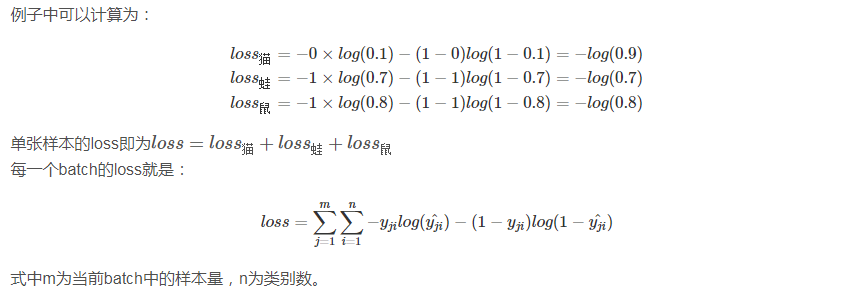 例子中可以计算为：
loss猫 = −0 × log(0.1) − (1 − 0)log(1 − 0.1) = −log(0.9)
loss蛙 = −1 × log(0.7) − (1 − 1)log(1 − 0.7) = −log(0.7)
loss鼠 = −1 × log(0.8) − (1 − 1)log(1 − 0.8) = −log(0.8)
单张样本的loss即为loss = loss猫 + loss蛙 + loss鼠
每一个batch的loss就是：
loss = ∑_{j=1}^{m} ∑_{i=1}^{n} −y_{ji}log(ŷ_{ji}) − (1 − y_{ji})log(1 − ŷ_{ji})
式中m为当前batch中的样本量，n为类别数。